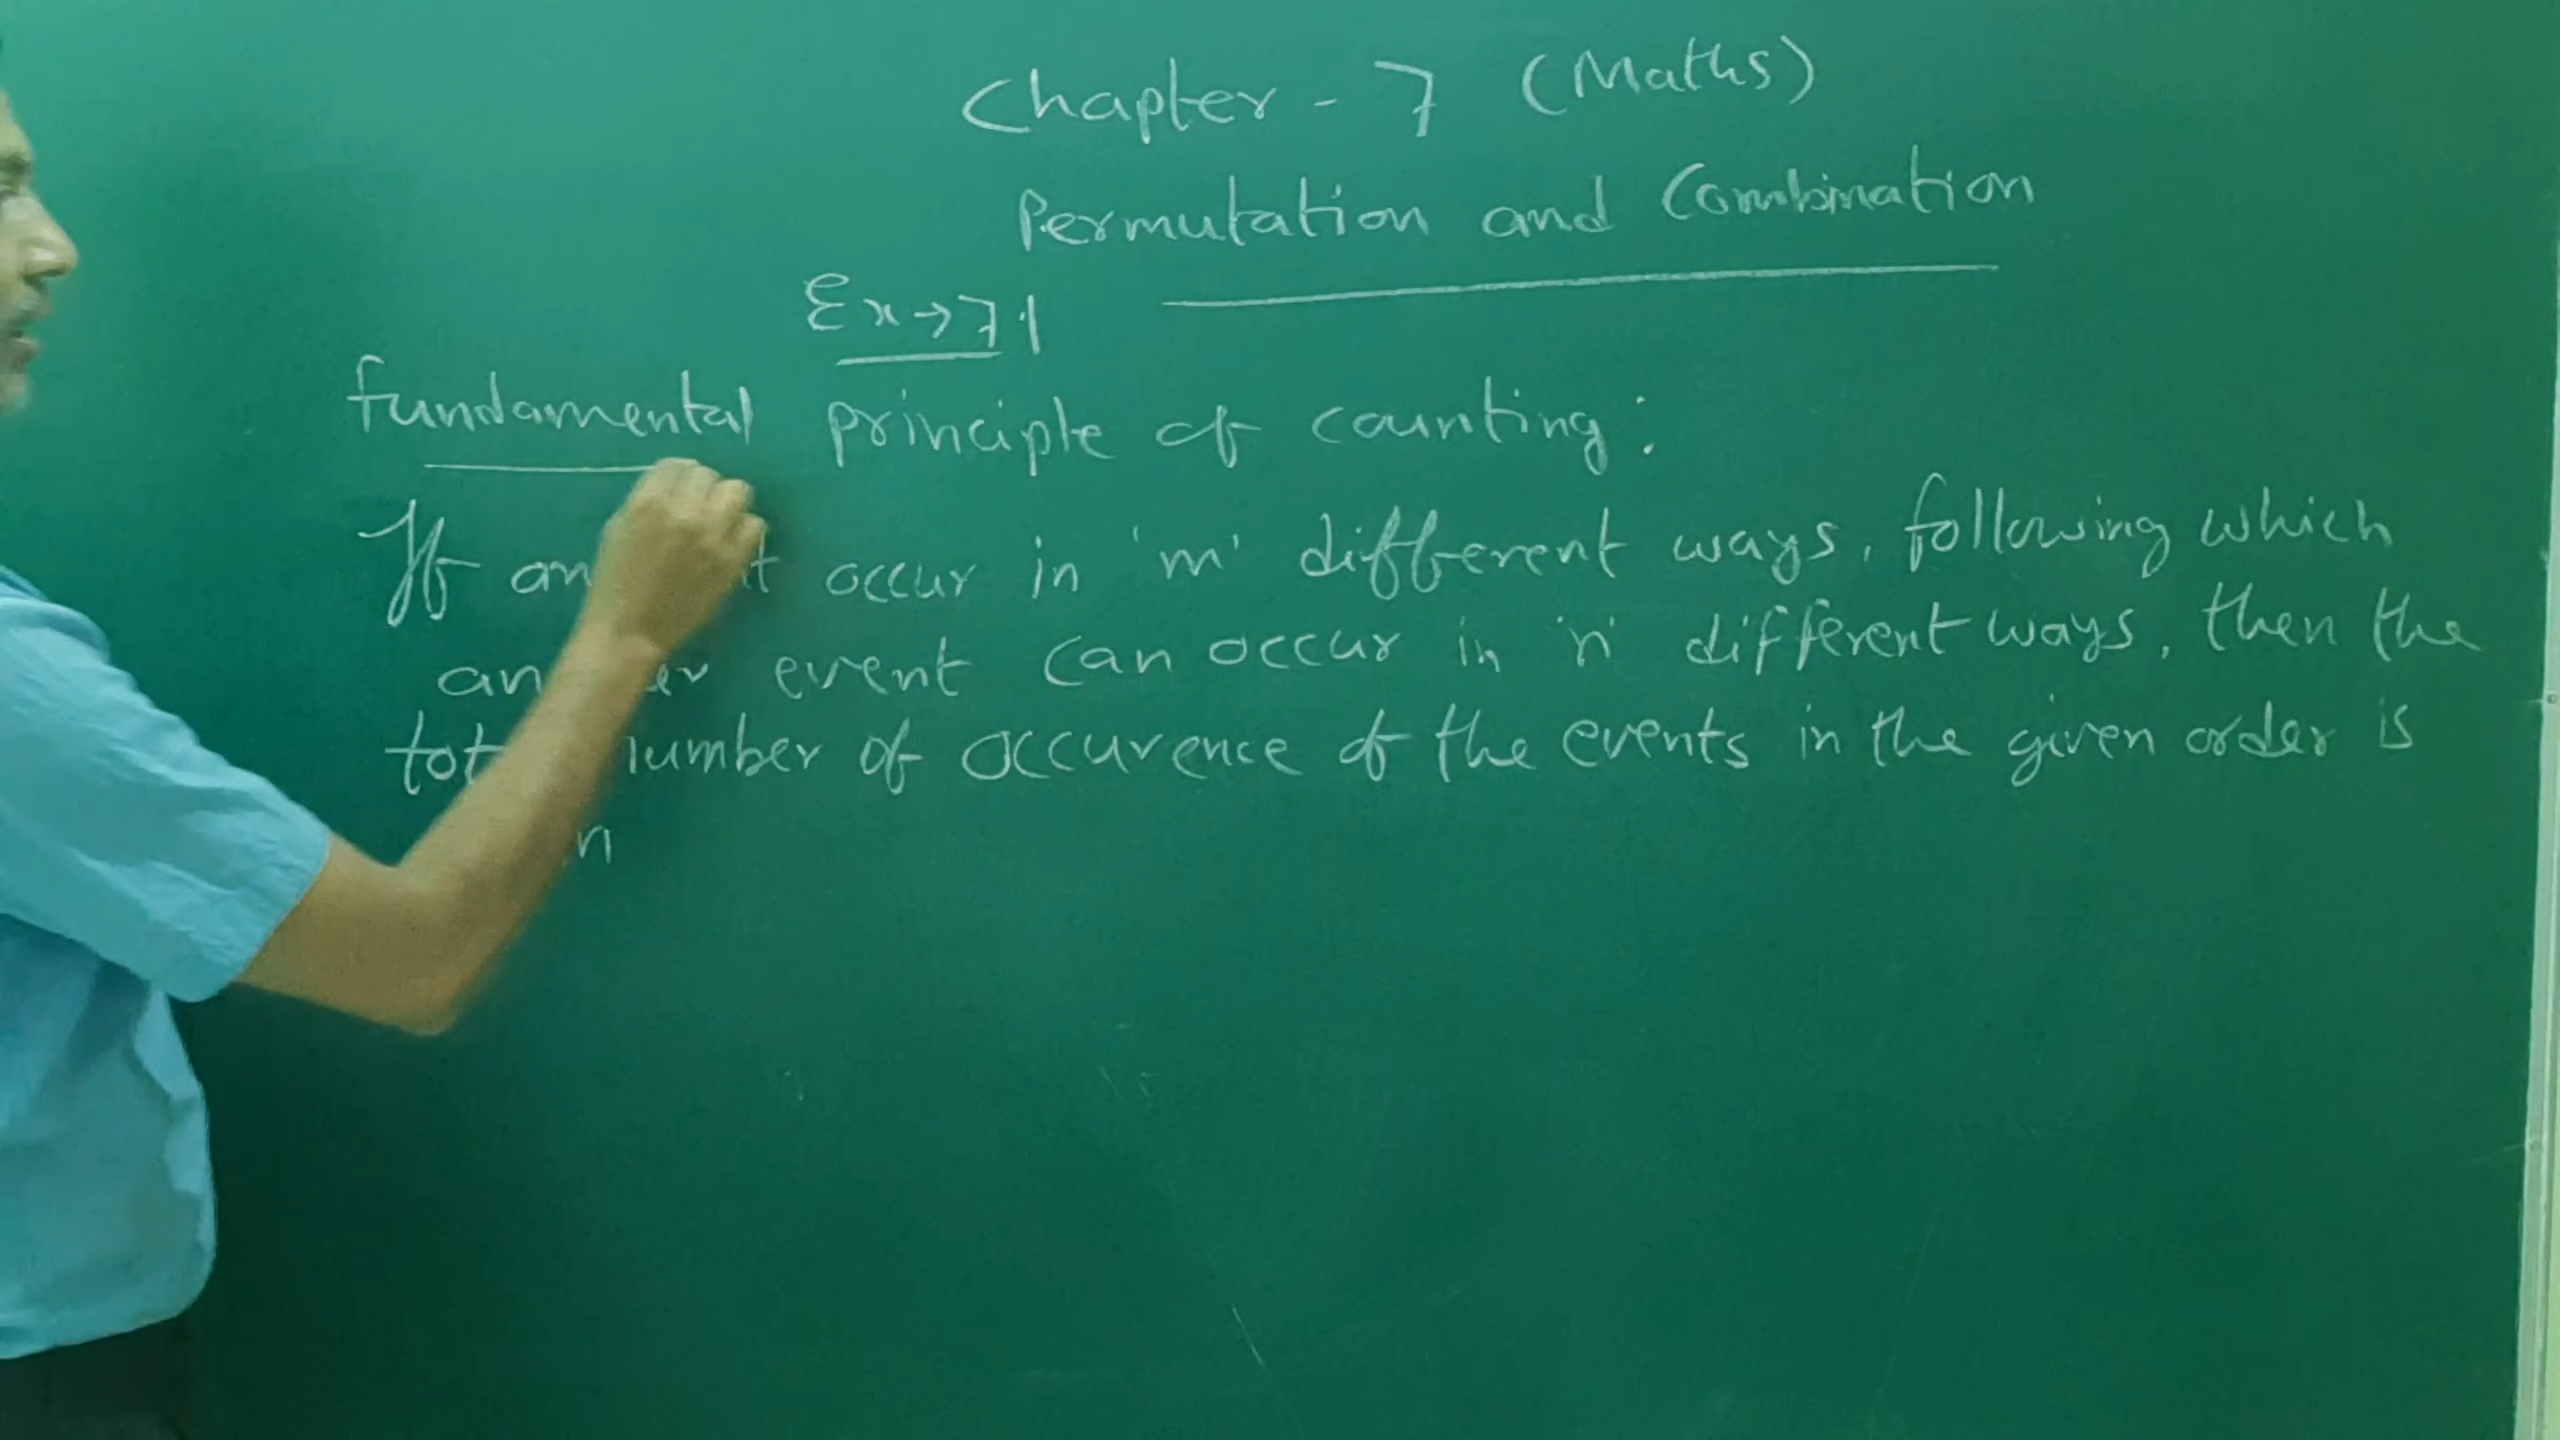 Chapter - 7 (Maths)
Permutation and Combination
Ex → 7.1
fundamental principle of counting :
If an occur in 'm' different ways, following which
event can occur in 'n' different ways, then the
number of occurence of the events in the given order is
n